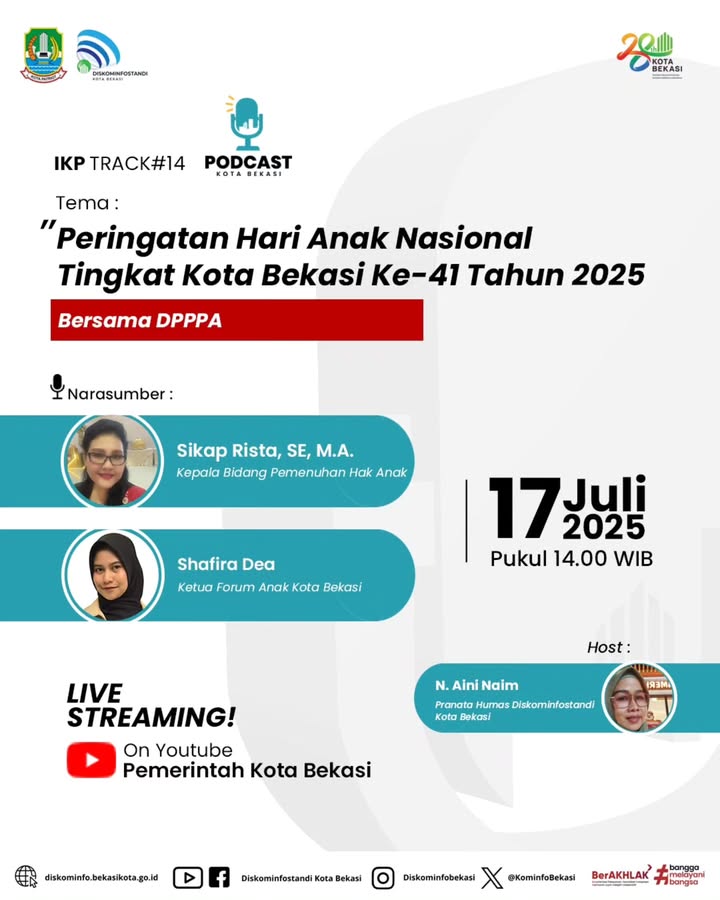 KOTA PATRIOT
DISKOMINFOSTANDI
KOTA BEKASI
28th KOTA
BEKASI
IKP TRACK#14
PODCAST
KOTA BEKASI
Tema :
"Peringatan Hari Anak Nasional
Tingkat Kota Bekasi Ke-41 Tahun 2025
Bersama DPPPA
Narasumber :
Sikap Rista, SE, M.A.
Kepala Bidang Pemenuhan Hak Anak
Shafira Dea
Ketua Forum Anak Kota Bekasi
17 Juli
2025
Pukul 14.00 WIB
Host :
N. Aini Naim
Pranata Humas Diskominfostandi
Kota Bekasi
LIVE
STREAMING!
On Youtube
Pemerintah Kota Bekasi
diskominfo.bekasikota.go.id
Diskominfostandi Kota Bekasi
Diskominfobekasi
@KominfoBekasi
BerAKHLAK
#bangga
melayani
bangsa